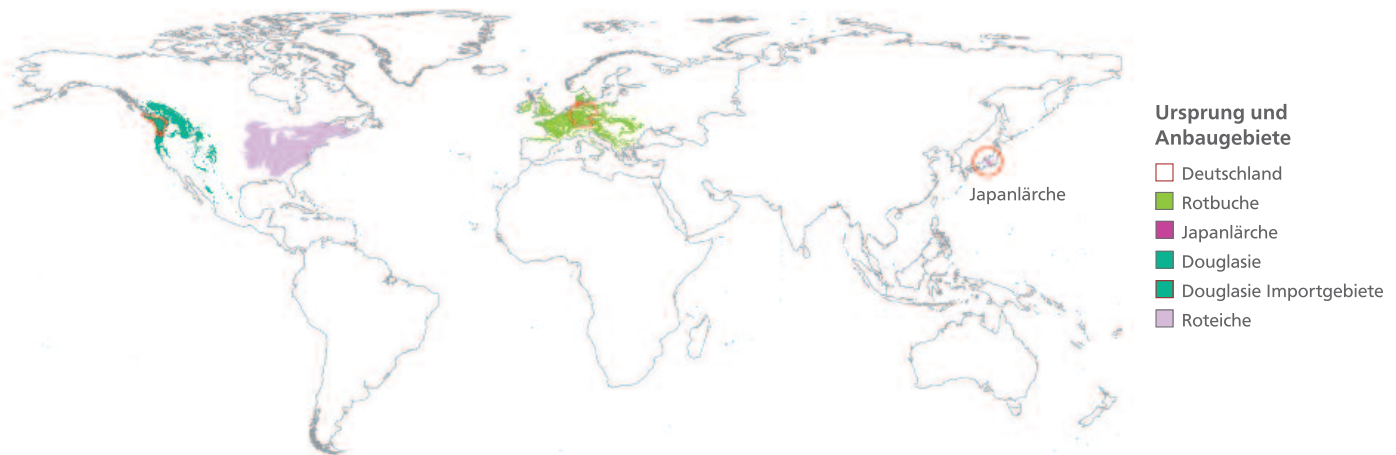 Japanlärche
Ursprung und
Anbaugebiete
Deutschland
Rotbuche
Japanlärche
Douglasie
Douglasie Importgebiete
Roteiche